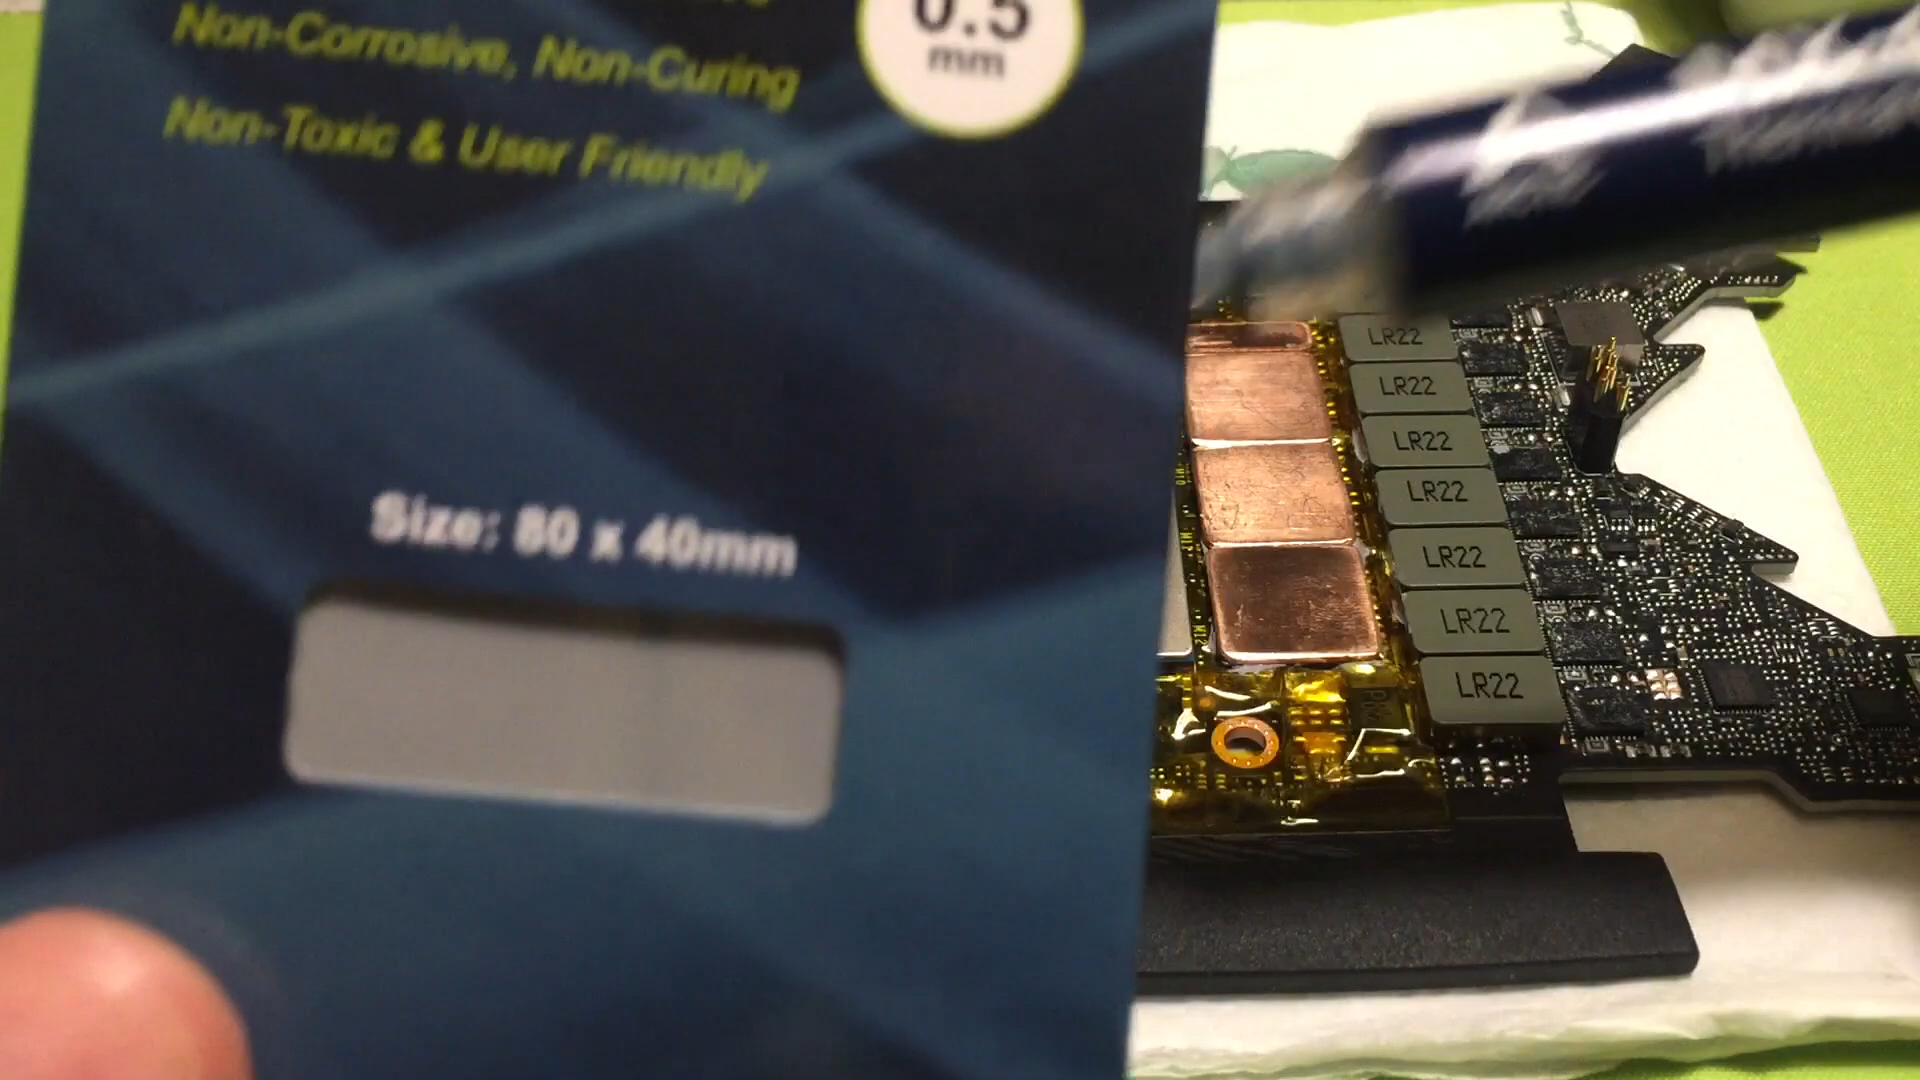 0.5
mm
Non-Corrosive, Non-Curing
Non-Toxic & User Friendly
Size: 80 x 40mm
LR22
LR22
LR22
LR22
LR22
LR22
LR22